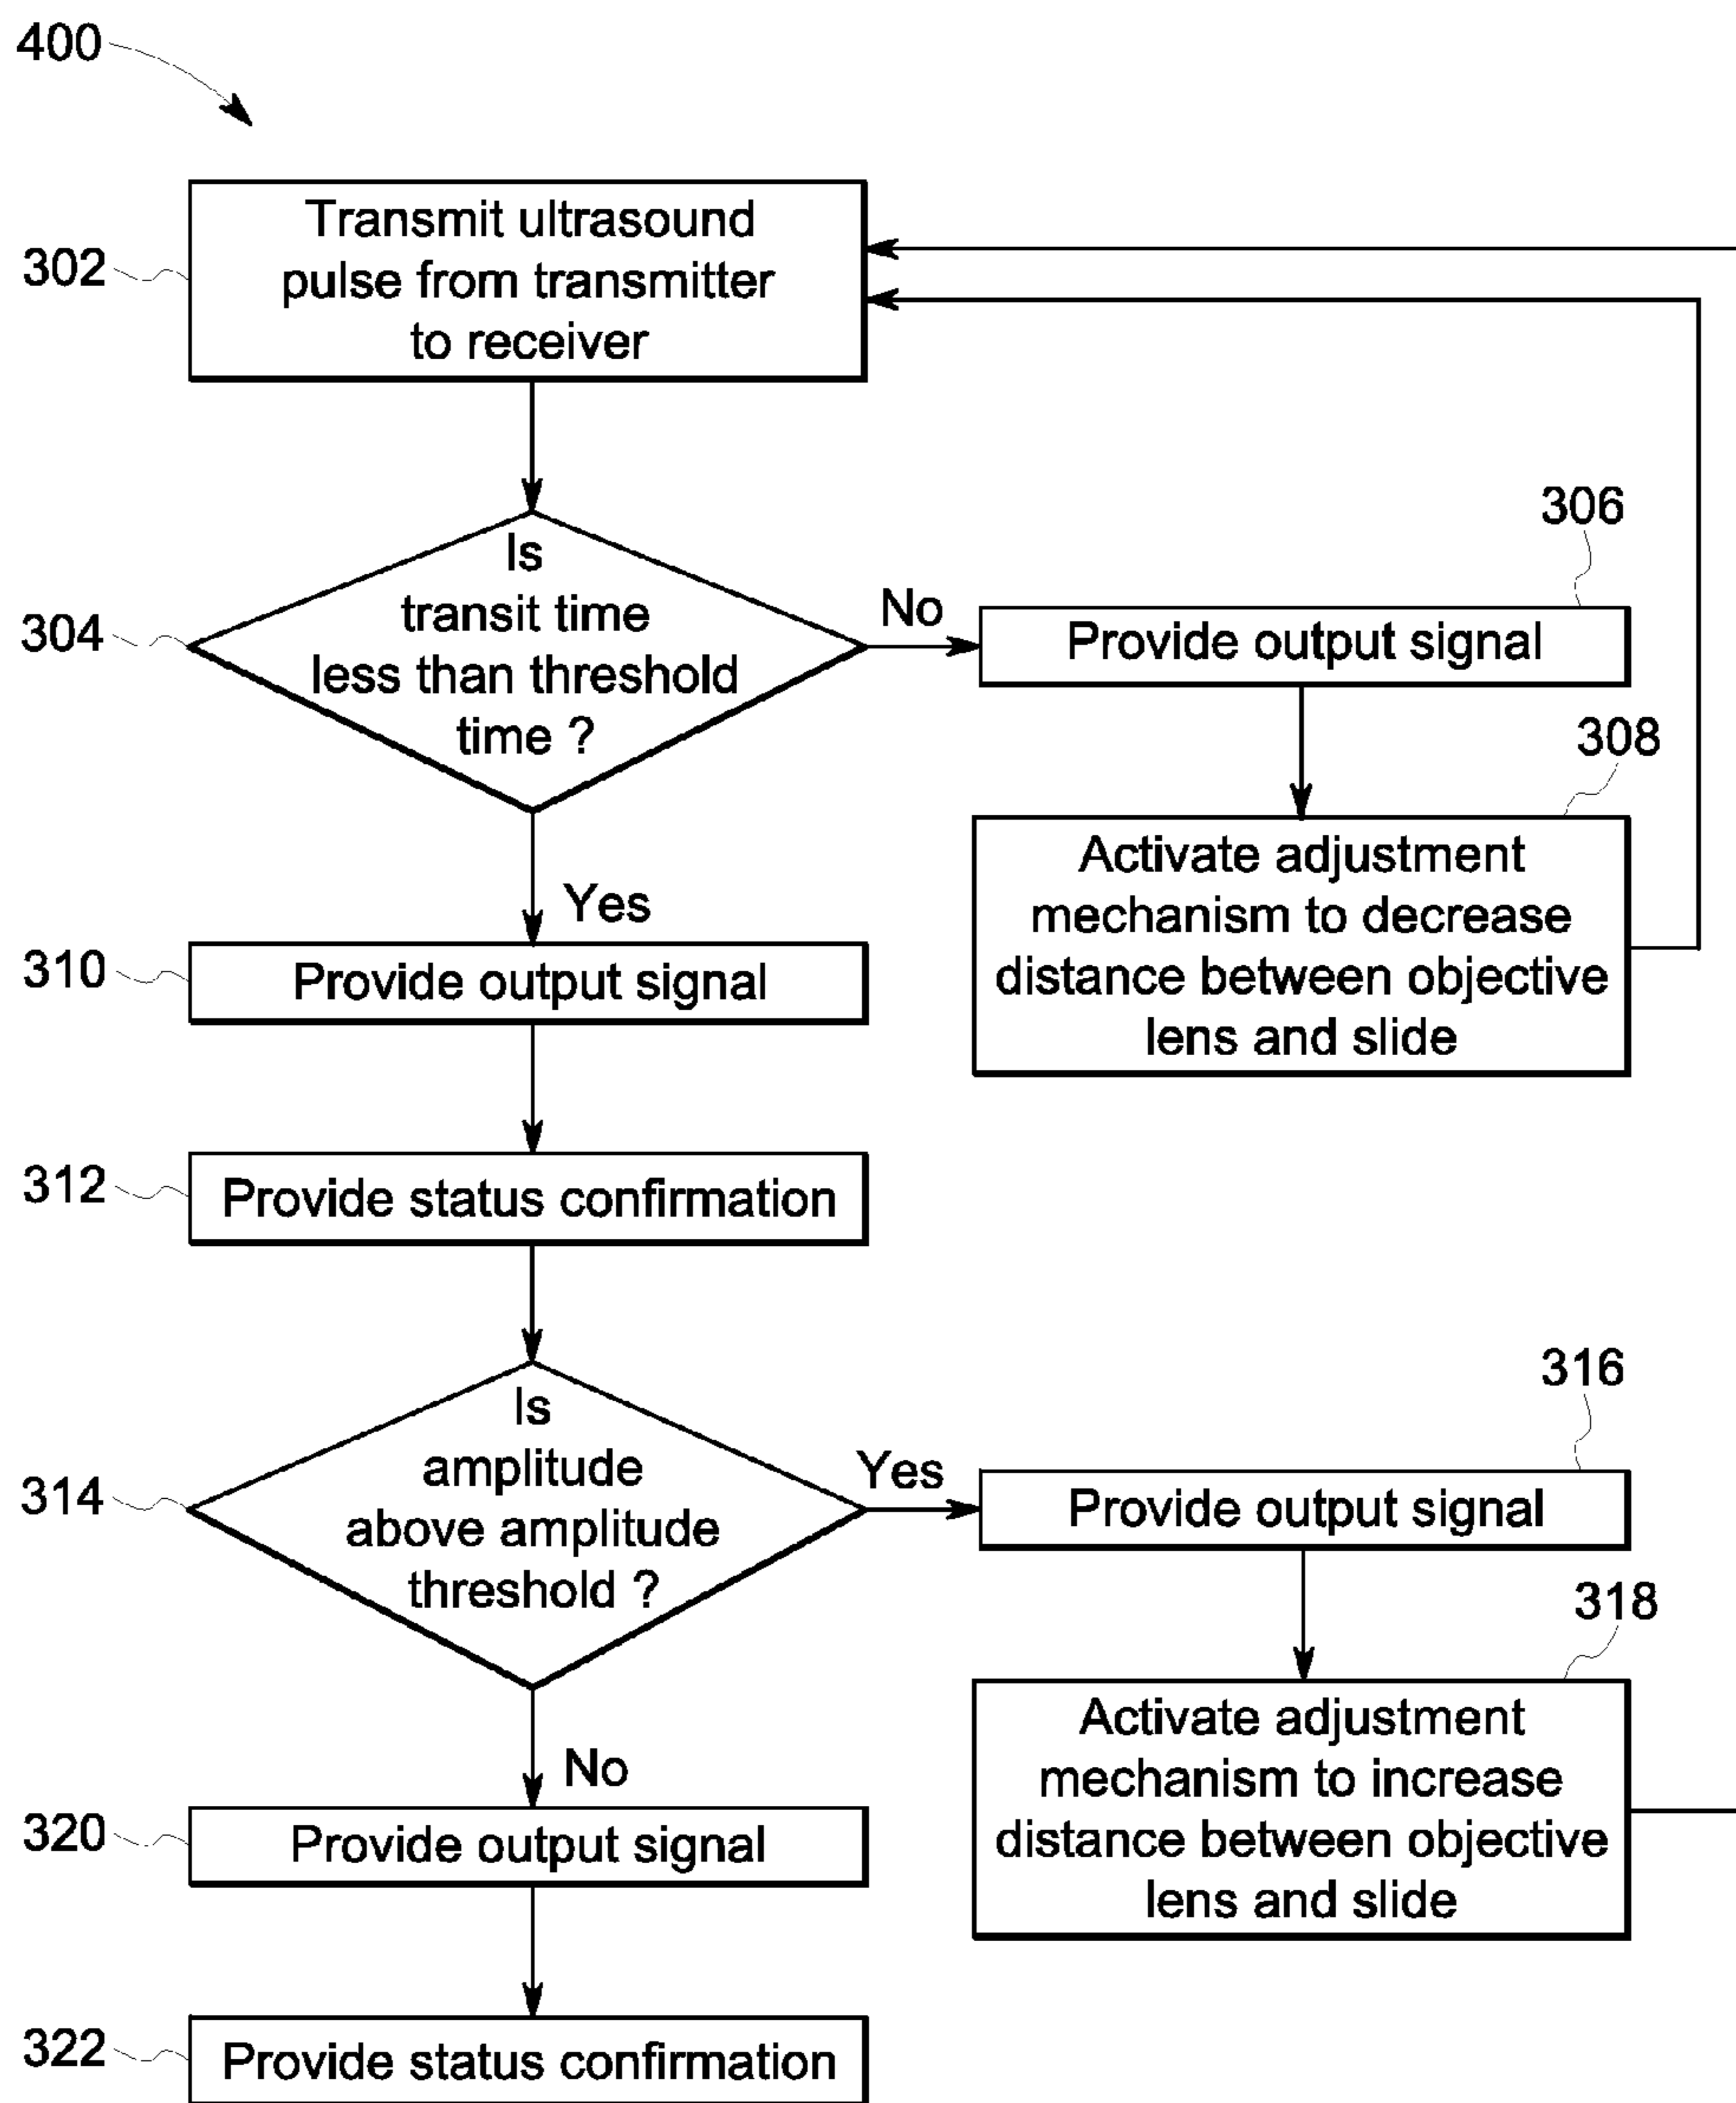 400
302
Transmit ultrasound
pulse from transmitter
to receiver
304
Is
transit time
less than threshold
time ?
No
306
Provide output signal
308
Activate adjustment
mechanism to decrease
distance between objective
lens and slide
Yes
310
Provide output signal
312
Provide status confirmation
314
Is
amplitude
above amplitude
threshold ?
Yes
316
Provide output signal
318
Activate adjustment
mechanism to increase
distance between objective
lens and slide
No
320
Provide output signal
322
Provide status confirmation